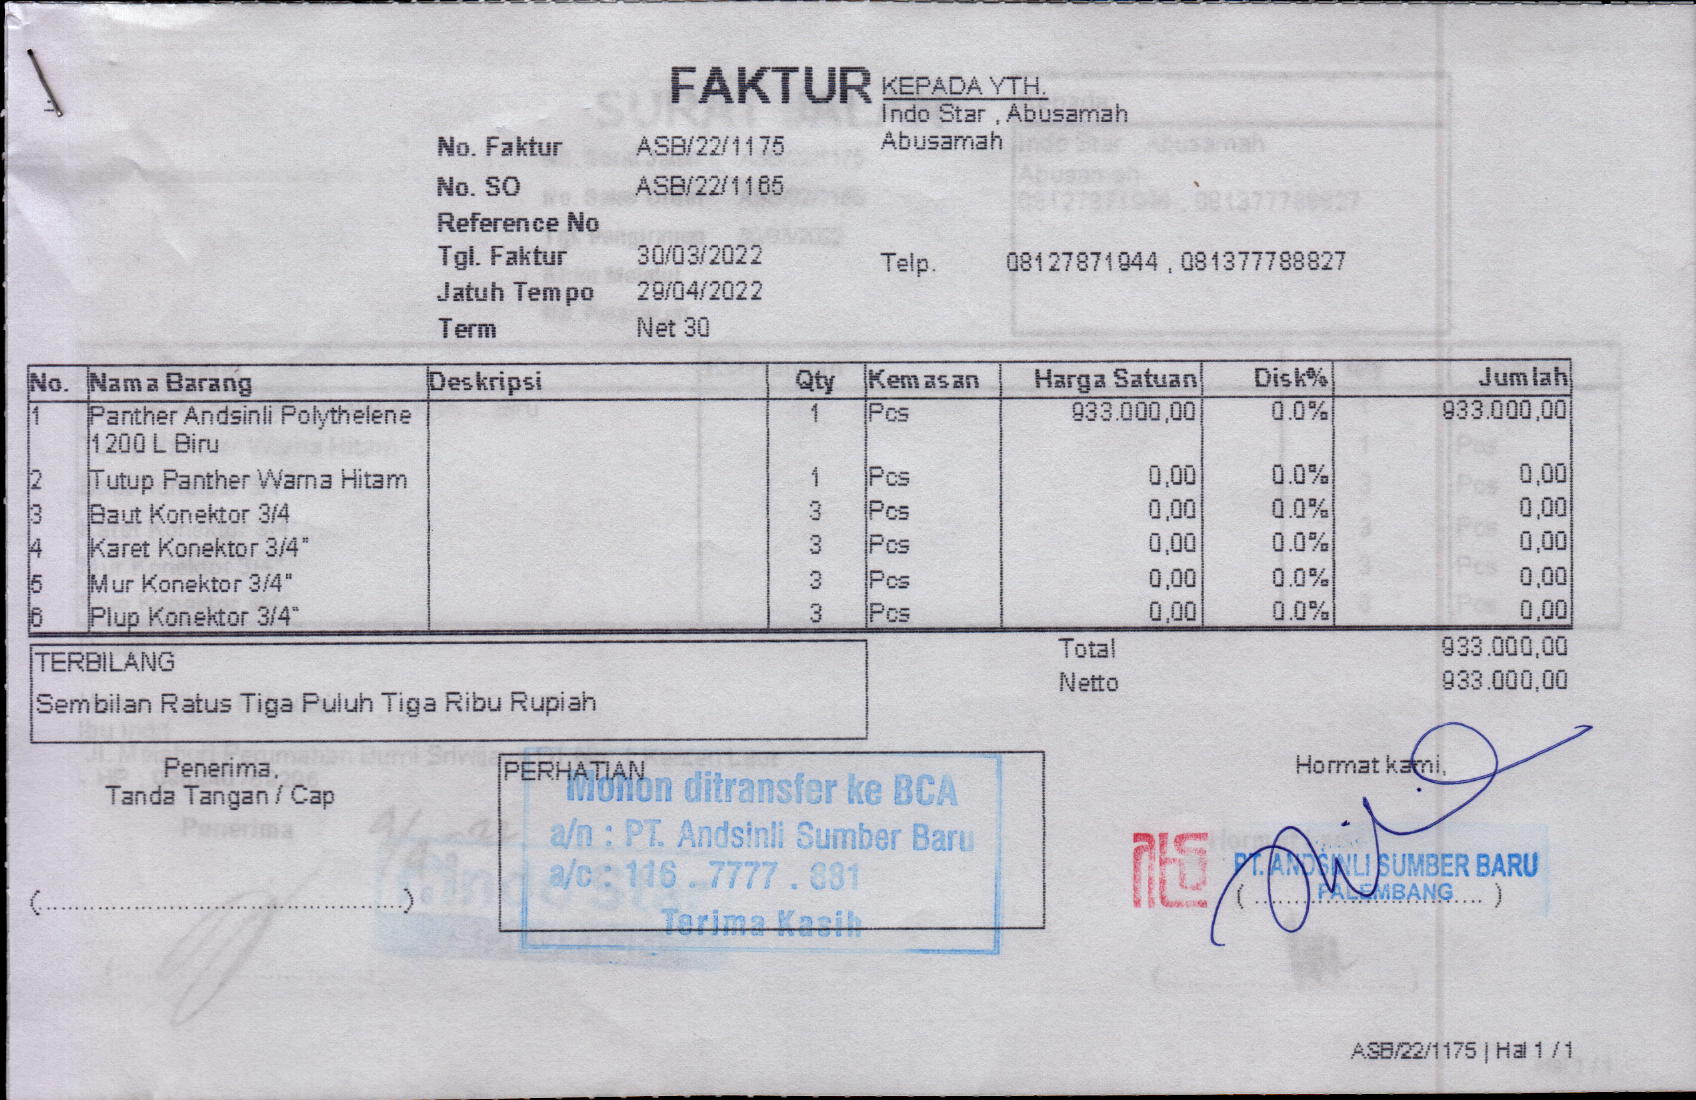 FAKTUR
KEPADA YTH.
Indo Star , Abusamah
Abusamah
No. Faktur ASB/22/1175
No. SO ASB/22/1165
Reference No
Tgl. Faktur 30/03/2022
Telp. 08127871944 , 081377788827
Jatuh Tempo 29/04/2022
Term Net 30
No. Nama Barang Deskripsi Qty Kemasan Harga Satuan Disk% Jumlah
1 Panther Andsinli Polythelene 1 Pcs 933.000,00 0.0% 933.000,00
1200 L Biru
2 Tutup Panther Warna Hitam 1 Pcs 0,00 0.0% 0,00
3 Baut Konektor 3/4 3 Pcs 0,00 0.0% 0,00
4 Karet Konektor 3/4" 3 Pcs 0,00 0.0% 0,00
5 Mur Konektor 3/4" 3 Pcs 0,00 0.0% 0,00
6 Plup Konektor 3/4" 3 Pcs 0,00 0.0% 0,00
Total 933.000,00
Netto 933.000,00
TERBILANG
Sembilan Ratus Tiga Puluh Tiga Ribu Rupiah
Penerima,
Tanda Tangan / Cap
(................................................)
PERHATIAN
Mohon ditransfer ke BCA
a/n : PT. Andsinli Sumber Baru
a/c : 116 . 7777 . 881
Terima Kasih
Hormat kami,
PT. ANDSINLI SUMBER BARU
PALEMBANG
(..............................)
ASB/22/1175 | Hal 1 / 1